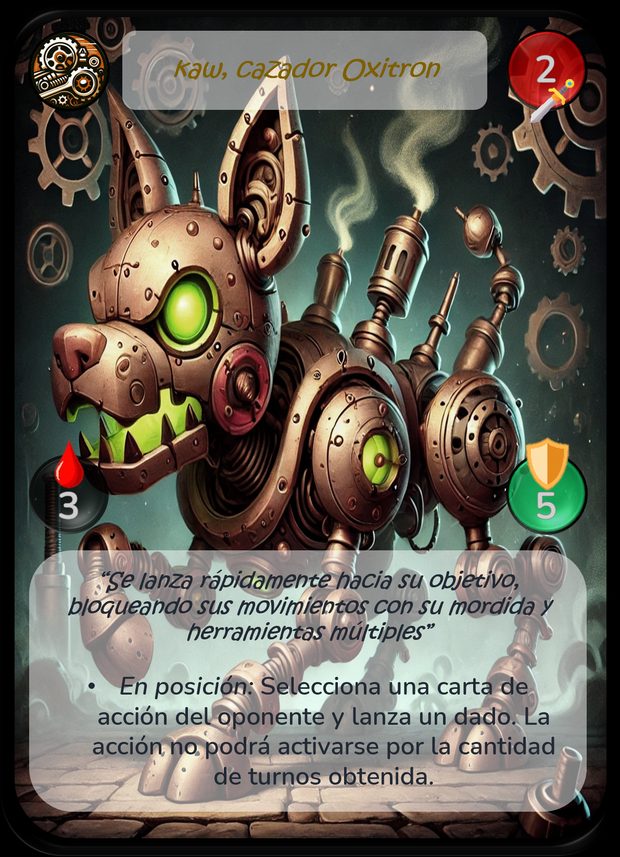 kaw, cazador Oxitron
2
3
5
“Se lanza rápidamente hacia su objetivo,
bloqueando sus movimientos con su mordida y
herramientas múltiples”
• En posición: Selecciona una carta de
acción del oponente y lanza un dado. La
acción no podrá activarse por la cantidad
de turnos obtenida.